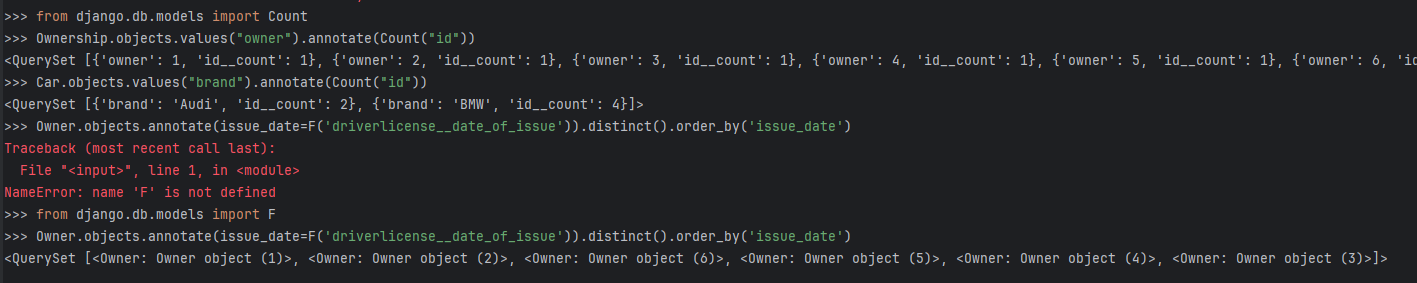 >>> from django.db.models import Count
>>> Ownership.objects.values("owner").annotate(Count("id"))
<QuerySet [{'owner': 1, 'id__count': 1}, {'owner': 2, 'id__count': 1}, {'owner': 3, 'id__count': 1}, {'owner': 4, 'id__count': 1}, {'owner': 5, 'id__count': 1}, {'owner': 6, 'id
>>> Car.objects.values("brand").annotate(Count("id"))
<QuerySet [{'brand': 'Audi', 'id__count': 2}, {'brand': 'BMW', 'id__count': 4}]>
>>> Owner.objects.annotate(issue_date=F('driverlicense__date_of_issue')).distinct().order_by('issue_date')
Traceback (most recent call last):
  File "<input>", line 1, in <module>
NameError: name 'F' is not defined
>>> from django.db.models import F
>>> Owner.objects.annotate(issue_date=F('driverlicense__date_of_issue')).distinct().order_by('issue_date')
<QuerySet [<Owner: Owner object (1)>, <Owner: Owner object (2)>, <Owner: Owner object (6)>, <Owner: Owner object (5)>, <Owner: Owner object (4)>, <Owner: Owner object (3)>]>